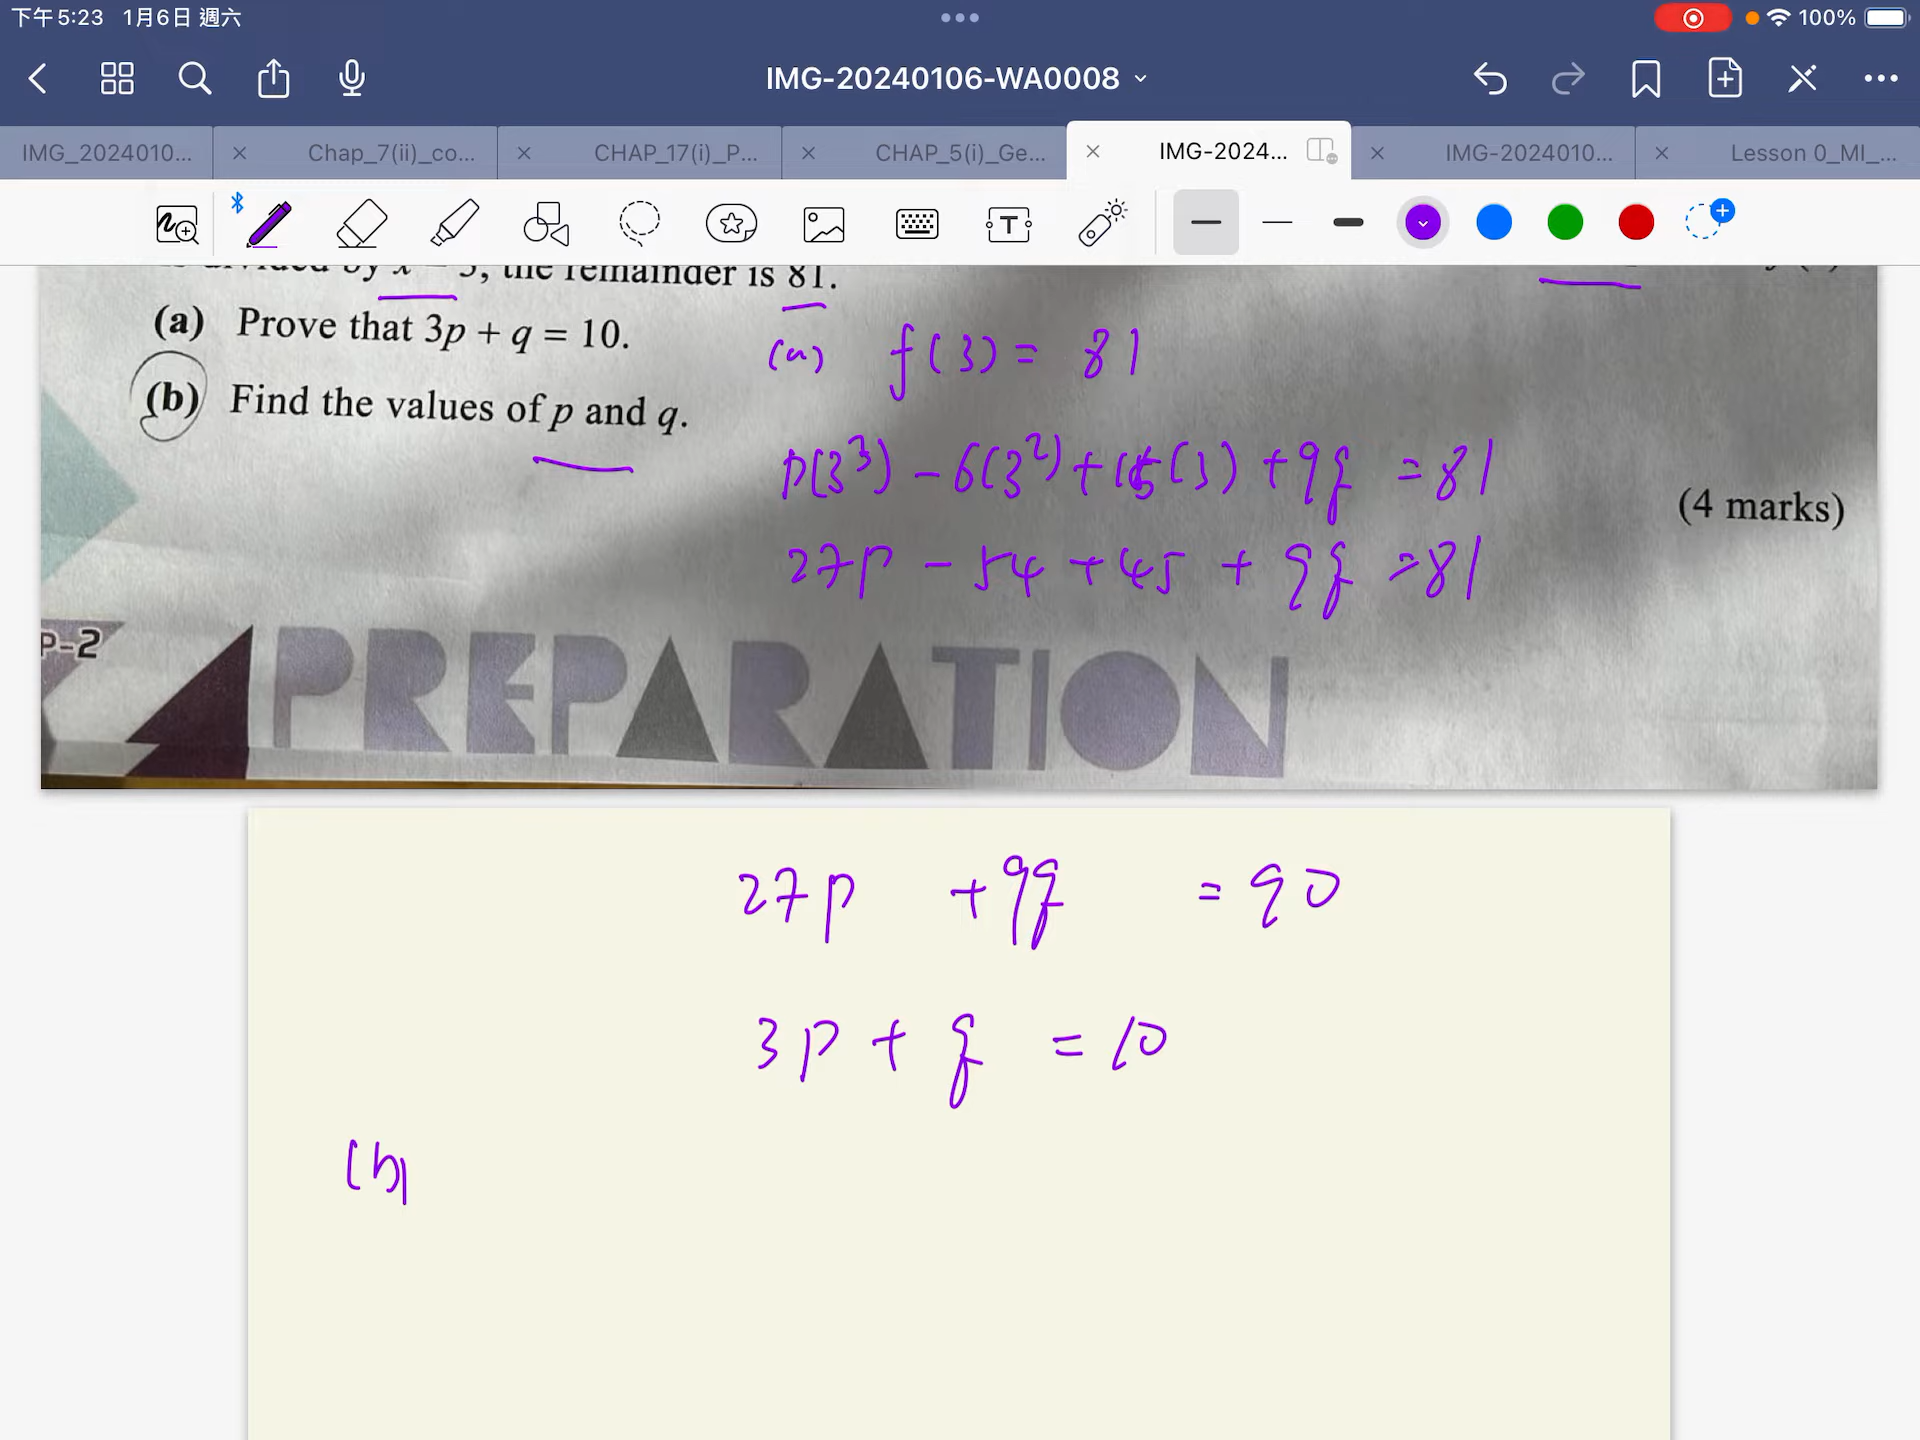 下午5:23 1月6日 週六
100%
IMG-20240106-WA0008
IMG_2024010...
Chap_7(ii)_co...
CHAP_17(i)_P...
CHAP_5(i)_Ge...
IMG-2024...
IMG-2024010...
Lesson 0_MI_...
divided by x − 3, the remainder is 81.
(a) Prove that 3p + q = 10.
(a) f(3) = 81
(b) Find the values of p and q.
p(3³) − 6(3²) + 15(3) + 9q = 81
(4 marks)
27p − 54 + 45 + 9q = 81
P-2
PREPARATION
27p + 9q = 90
3p + q = 10
(b)